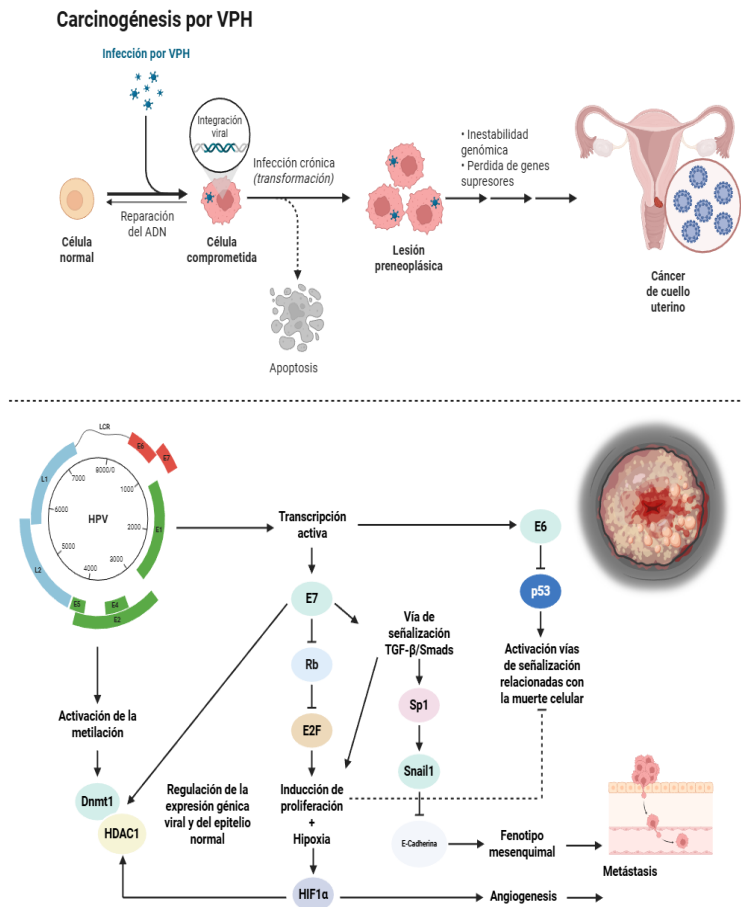 Carcinogénesis por VPH
Infección por VPH
Integración
viral
Infección crónica
(transformación)
• Inestabilidad
genómica
• Perdida de genes
supresores
Reparación
del ADN
Célula
normal
Célula
comprometida
Lesión
preneoplásica
Cáncer
de cuello
uterino
Apoptosis
LCR
E6
E7
L1
8000/0
7000
1000
6000
HPV
2000
E1
5000
3000
4000
L2
E5
E4
E2
Transcripción
activa
E6
p53
E7
Vía de
señalización
TGF-β/Smads
Activación vías
de señalización
relacionadas con
la muerte celular
Rb
Sp1
Activación de la
metilación
E2F
Snail1
Dnmt1
HDAC1
Regulación de la
expresión génica
viral y del epitelio
normal
Inducción de
proliferación
+
Hipoxia
E-Cadherina
Fenotipo
mesenquimal
Metástasis
HIF1α
Angiogenesis